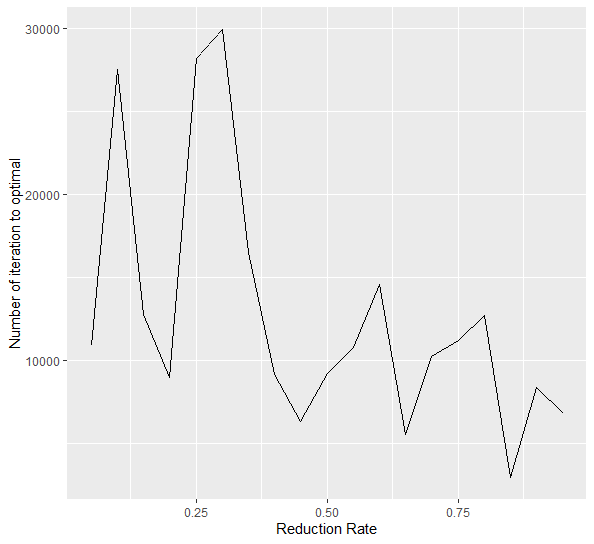 30000
20000
10000
Number of iteration to optimal
0.25 0.50 0.75
Reduction Rate